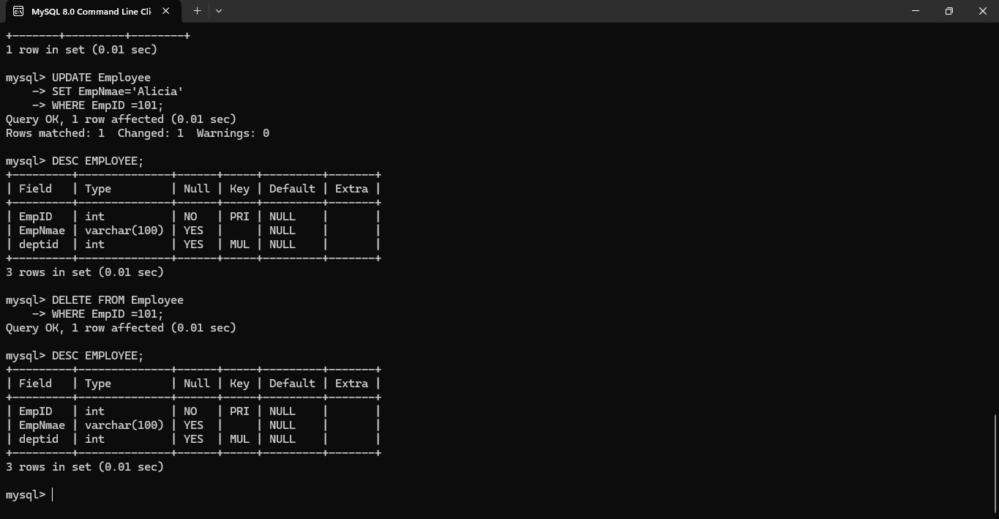 MySQL 8.0 Command Line Cli
+-------+---------+--------+
1 row in set (0.01 sec)
mysql> UPDATE Employee
    -> SET EmpNmae='Alicia'
    -> WHERE EmpID =101;
Query OK, 1 row affected (0.01 sec)
Rows matched: 1  Changed: 1  Warnings: 0
mysql> DESC EMPLOYEE;
+---------+--------------+------+-----+---------+-------+
| Field   | Type         | Null | Key | Default | Extra |
+---------+--------------+------+-----+---------+-------+
| EmpID   | int          | NO   | PRI | NULL    |       |
| EmpNmae | varchar(100) | YES  |     | NULL    |       |
| deptid  | int          | YES  | MUL | NULL    |       |
+---------+--------------+------+-----+---------+-------+
3 rows in set (0.01 sec)
mysql> DELETE FROM Employee
    -> WHERE EmpID =101;
Query OK, 1 row affected (0.01 sec)
mysql> DESC EMPLOYEE;
+---------+--------------+------+-----+---------+-------+
| Field   | Type         | Null | Key | Default | Extra |
+---------+--------------+------+-----+---------+-------+
| EmpID   | int          | NO   | PRI | NULL    |       |
| EmpNmae | varchar(100) | YES  |     | NULL    |       |
| deptid  | int          | YES  | MUL | NULL    |       |
+---------+--------------+------+-----+---------+-------+
3 rows in set (0.01 sec)
mysql>